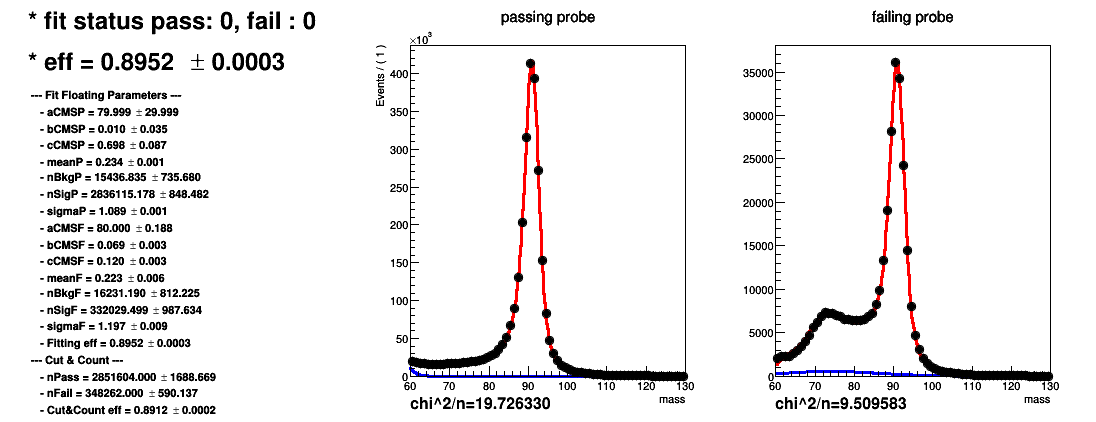 * fit status pass: 0, fail : 0
* eff = 0.8952 ± 0.0003
--- Fit Floating Parameters ---
- aCMSP = 79.999 ± 29.999
- bCMSP = 0.010 ± 0.035
- cCMSP = 0.698 ± 0.087
- meanP = 0.234 ± 0.001
- nBkgP = 15436.835 ± 735.680
- nSigP = 2836115.178 ± 848.482
- sigmaP = 1.089 ± 0.001
- aCMSF = 80.000 ± 0.188
- bCMSF = 0.069 ± 0.003
- cCMSF = 0.120 ± 0.003
- meanF = 0.223 ± 0.006
- nBkgF = 16231.190 ± 812.225
- nSigF = 332029.499 ± 987.634
- sigmaF = 1.197 ± 0.009
- Fitting eff = 0.8952 ± 0.0003
--- Cut & Count ---
- nPass = 2851604.000 ± 1688.669
- nFail = 348262.000 ± 590.137
- Cut&Count eff = 0.8912 ± 0.0002
passing probe
×10³
Events / ( 1 )
400
350
300
250
200
150
100
50
0
60 70 80 90 100 110 120 130
mass
chi^2/n=19.726330
failing probe
35000
30000
25000
20000
15000
10000
5000
0
60 70 80 90 100 110 120 130
mass
chi^2/n=9.509583